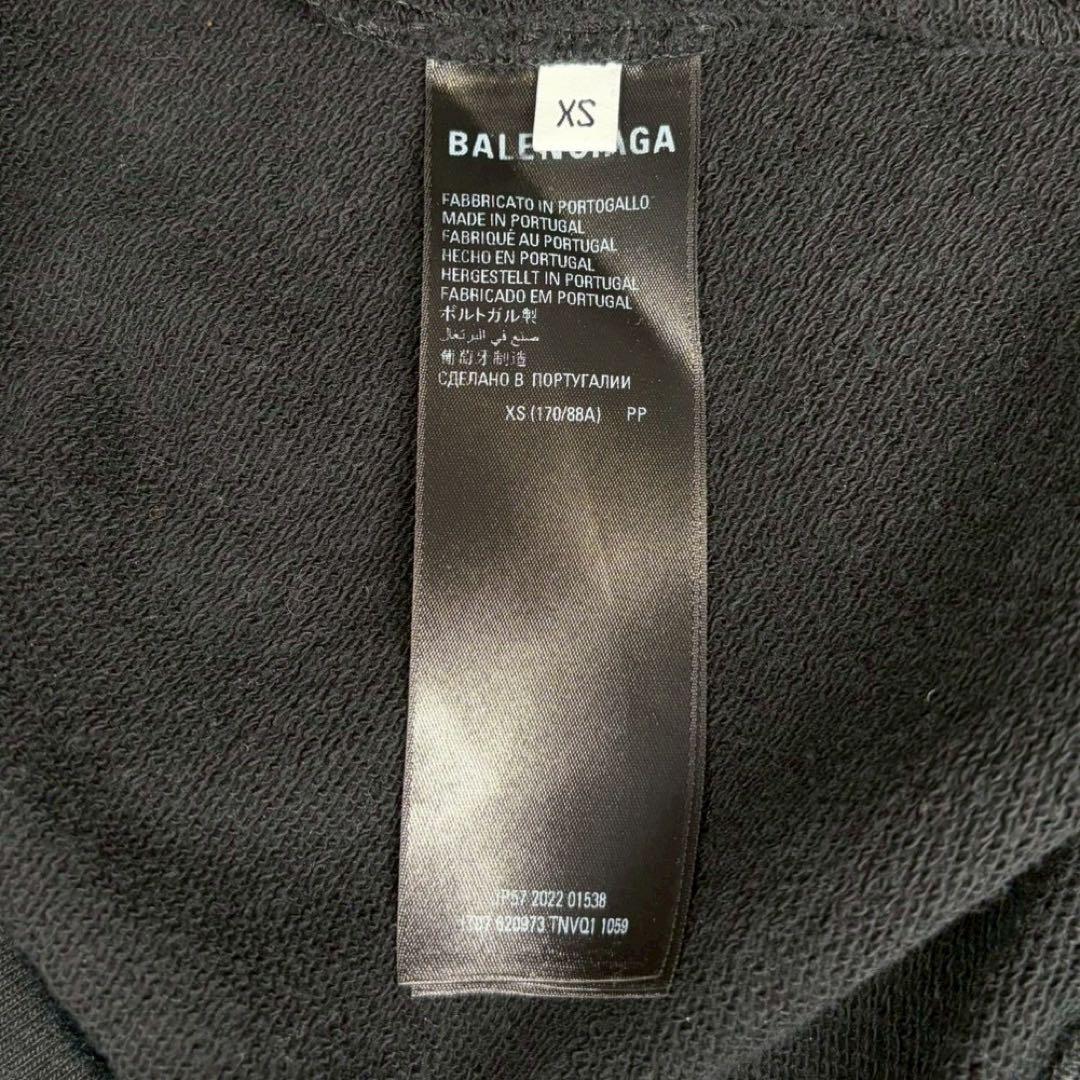 XS
BALENCIAGA
FABBRICATO IN PORTOGALLO
MADE IN PORTUGAL
FABRIQUÉ AU PORTUGAL
HECHO EN PORTUGAL
HERGESTELLT IN PORTUGAL
FABRICADO EM PORTUGAL
ポルトガル製
صنع في البرتغال
葡萄牙制造
СДЕЛАНО В ПОРТУГАЛИИ
XS (170/88A) PP
2022 01538
620973 TNVQ1 1059